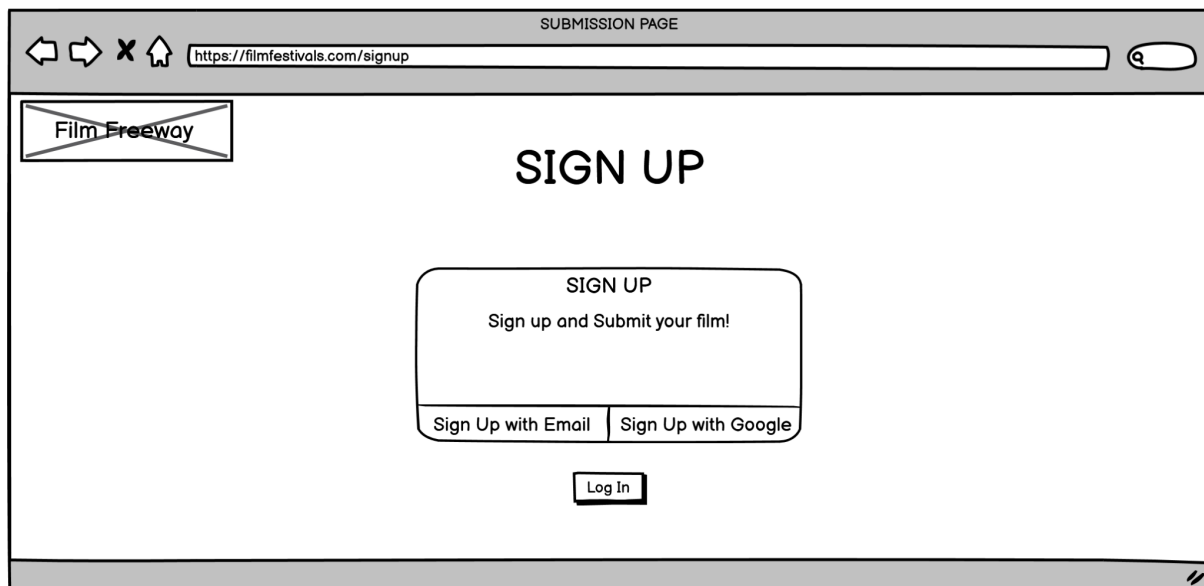 SUBMISSION PAGE
https://filmfestivals.com/signup
Film Freeway
SIGN UP
SIGN UP
Sign up and Submit your film!
Sign Up with Email
Sign Up with Google
Log In